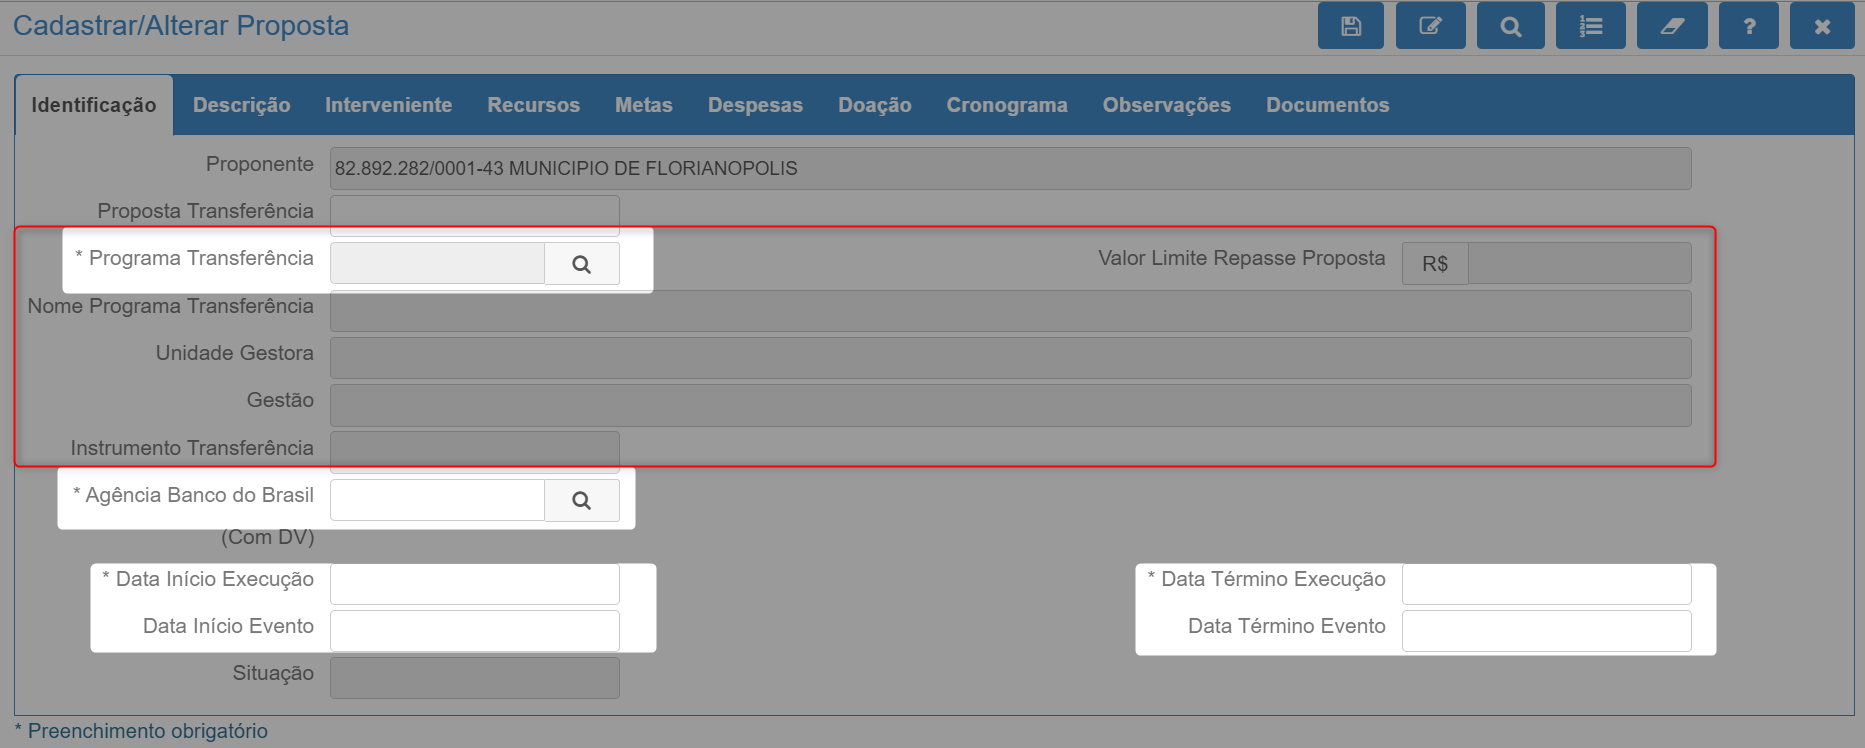 Cadastrar/Alterar Proposta
?
Identificação Descrição Interveniente Recursos Metas Despesas Doação Cronograma Observações Documentos
Proponente 82.892.282/0001-43 MUNICIPIO DE FLORIANOPOLIS
Proposta Transferência
* Programa Transferência Valor Limite Repasse Proposta R$
Nome Programa Transferência
Unidade Gestora
Gestão
Instrumento Transferência
* Agência Banco do Brasil
(Com DV)
* Data Início Execução * Data Término Execução
Data Início Evento Data Término Evento
Situação
* Preenchimento obrigatório